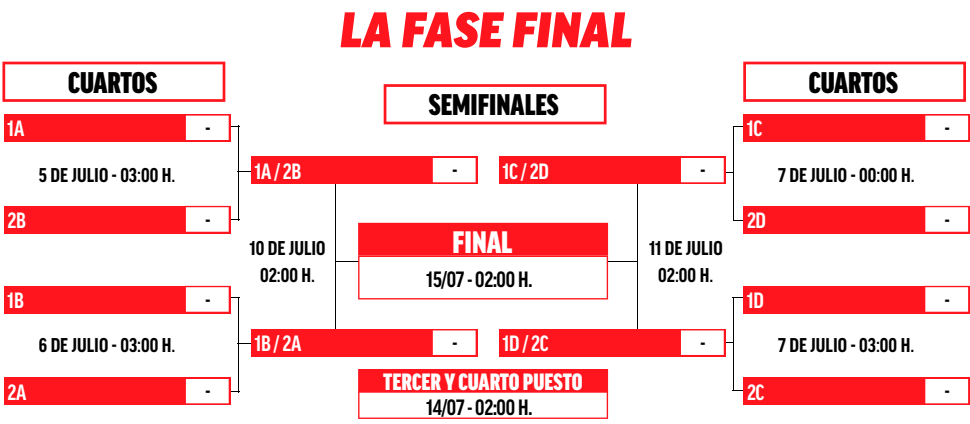 LA FASE FINAL
CUARTOS
SEMIFINALES
CUARTOS
1A -
5 DE JULIO - 03:00 H.
2B -
1B -
6 DE JULIO - 03:00 H.
2A -
1A / 2B -
10 DE JULIO
02:00 H.
1B / 2A -
FINAL
15/07 - 02:00 H.
TERCER Y CUARTO PUESTO
14/07 - 02:00 H.
1C / 2D -
11 DE JULIO
02:00 H.
1D / 2C -
1C -
7 DE JULIO - 00:00 H.
2D -
1D -
7 DE JULIO - 03:00 H.
2C -